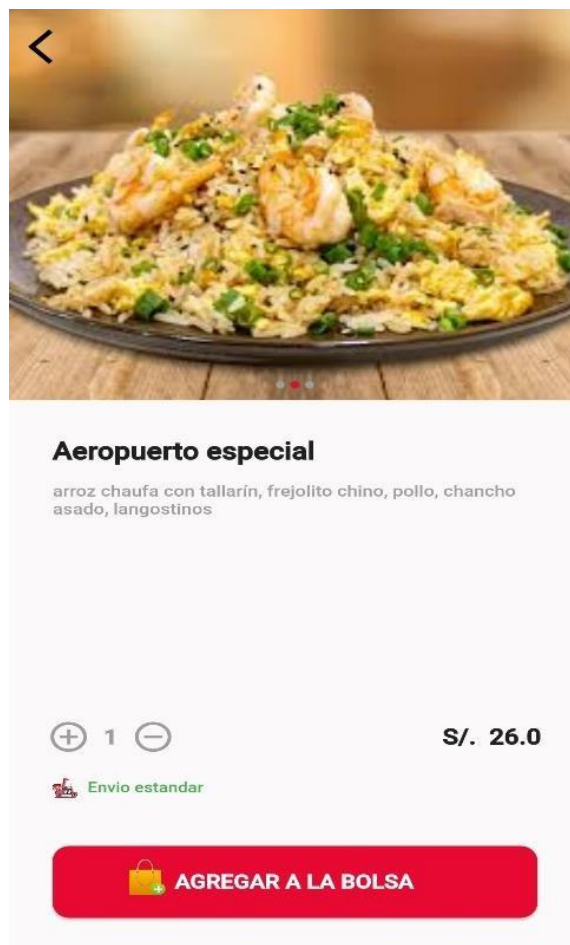 Aeropuerto especial
arroz chaufa con tallarín, frejolito chino, pollo, chancho
asado, langostinos
1
S/. 26.0
Envio estandar
AGREGAR A LA BOLSA